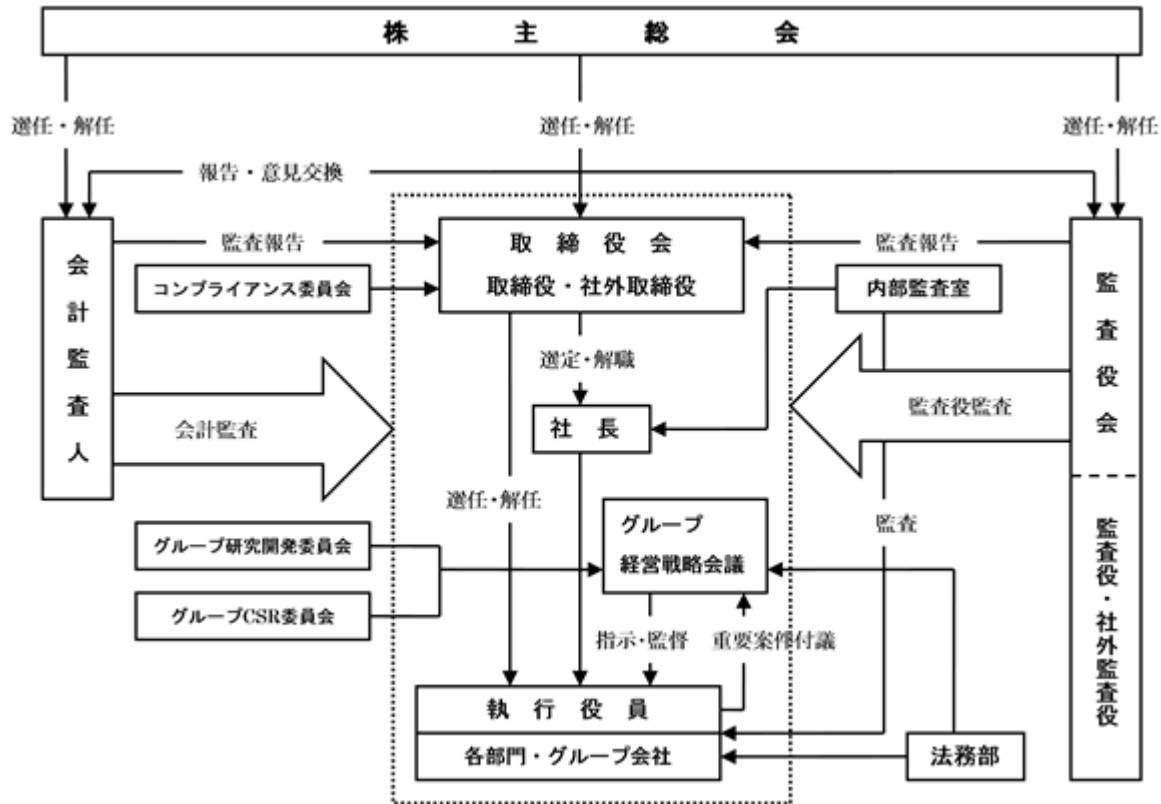 株主総会
選任・解任
選任・解任
選任・解任
報告・意見交換
会計監査人
監査報告
取締役会
取締役・社外取締役
監査報告
監査役会
コンプライアンス委員会
内部監査室
選定・解職
会計監査
社長
監査役監査
選任・解任
グループ
経営戦略会議
監査
監査役・社外監査役
グループ研究開発委員会
グループCSR委員会
指示・監督
重要案件付議
執行役員
各部門・グループ会社
法務部